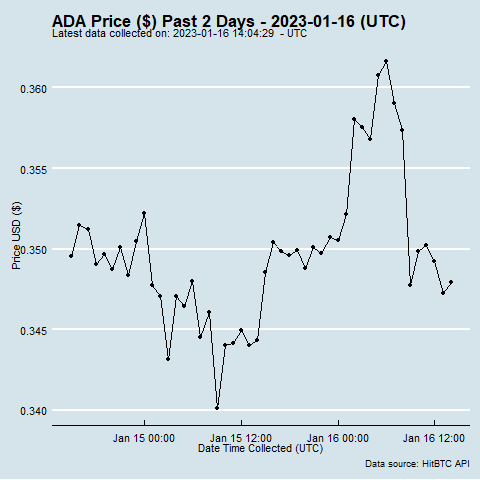 ADA Price ($) Past 2 Days - 2023-01-16 (UTC)
Latest data collected on: 2023-01-16 14:04:29 - UTC
0.360
0.355
0.350
0.345
0.340
Price USD ($)
Jan 15 00:00 Jan 15 12:00 Jan 16 00:00 Jan 16 12:00
Date Time Collected (UTC)
Data source: HitBTC API